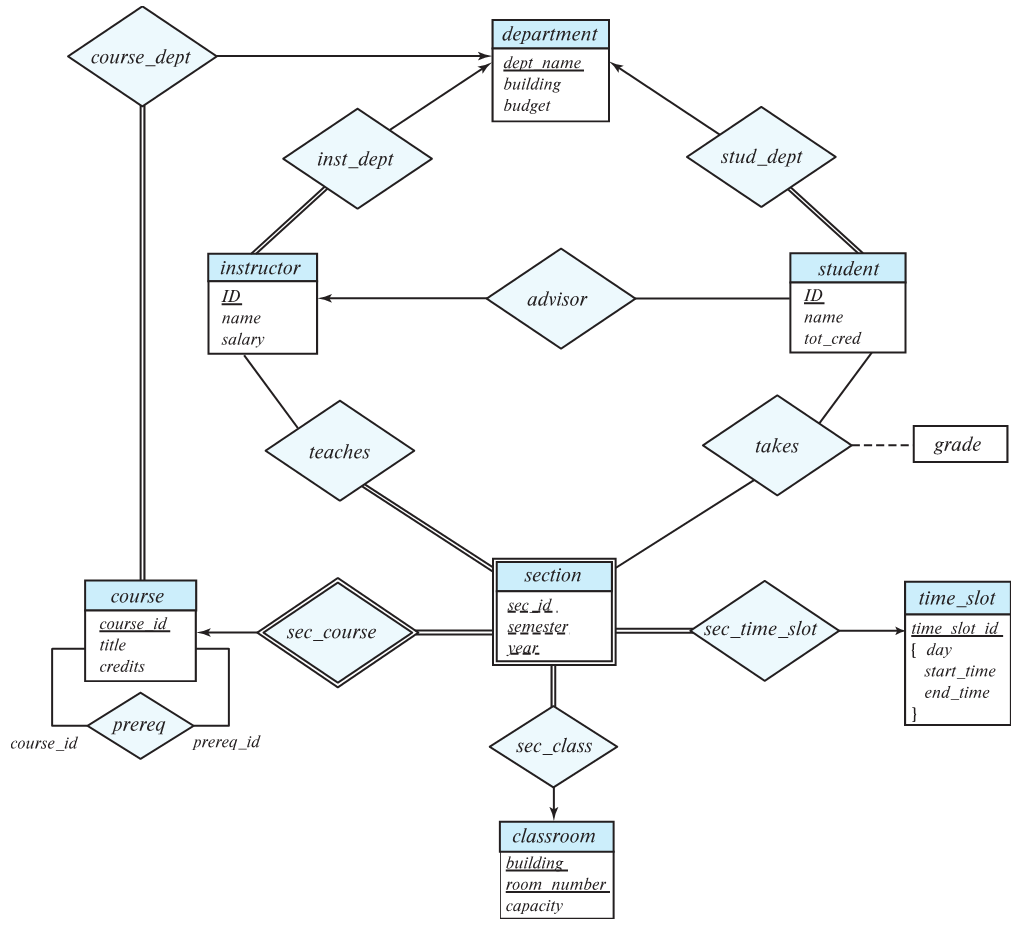 department
course_dept
dept_name
building
budget
inst_dept
stud_dept
instructor
ID
name
salary
advisor
student
ID
name
tot_cred
teaches
takes
grade
course
course_id
title
credits
sec_course
section
sec_id
semester
year
sec_time_slot
time_slot
time_slot_id
{ day
start_time
end_time
}
prereq
course_id
prereq_id
sec_class
classroom
building
room_number
capacity